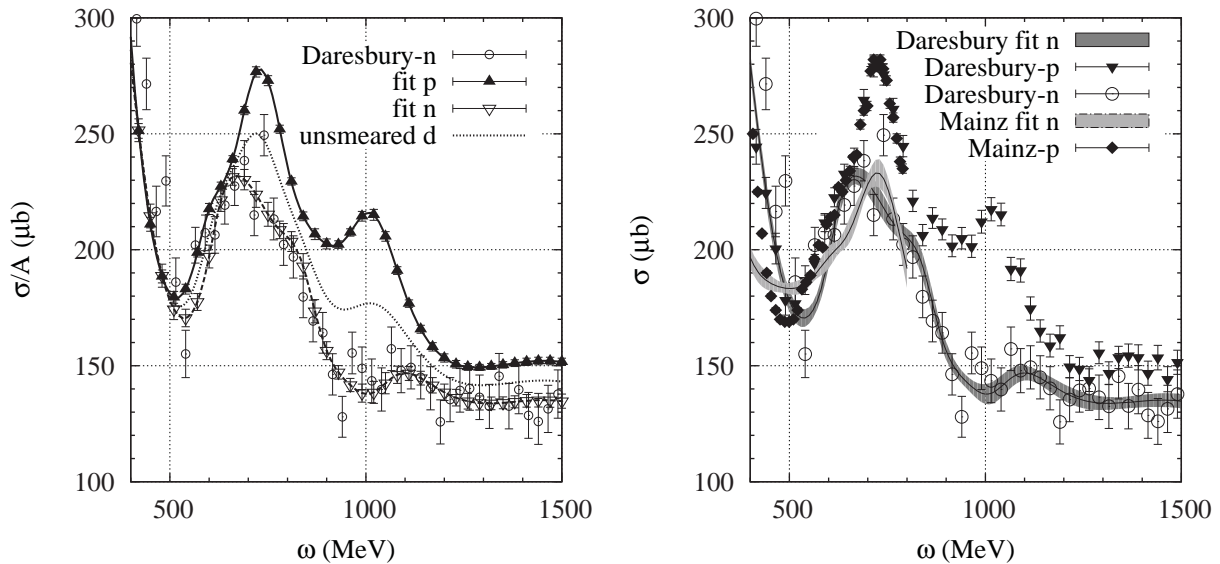 300
250
200
150
100
σ/A (μb)
500
1000
1500
ω (MeV)
Daresbury-n
fit p
fit n
unsmeared d
300
250
200
150
100
σ (μb)
500
1000
1500
ω (MeV)
Daresbury fit n
Daresbury-p
Daresbury-n
Mainz fit n
Mainz-p